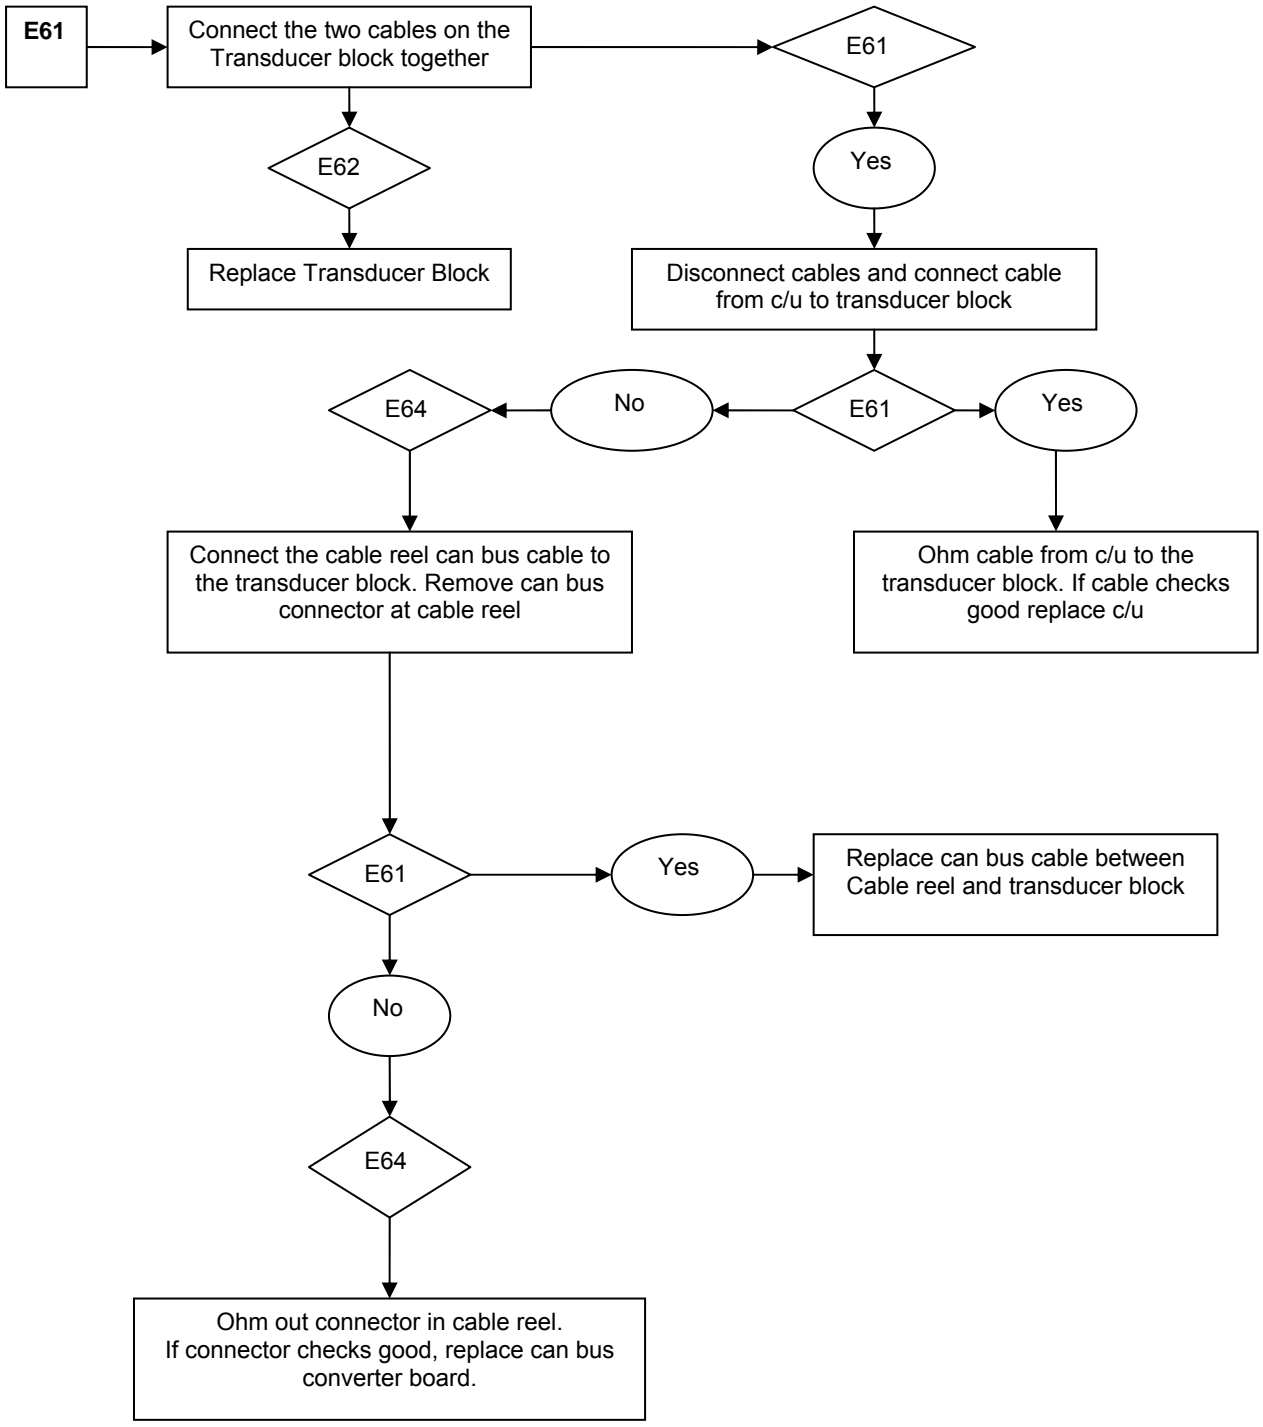 E61
Connect the two cables on the
Transducer block together
E61
E62
Yes
Replace Transducer Block
Disconnect cables and connect cable
from c/u to transducer block
E64
No
E61
Yes
Connect the cable reel can bus cable to
the transducer block. Remove can bus
connector at cable reel
Ohm cable from c/u to the
transducer block. If cable checks
good replace c/u
E61
Yes
Replace can bus cable between
Cable reel and transducer block
No
E64
Ohm out connector in cable reel.
If connector checks good, replace can bus
converter board.